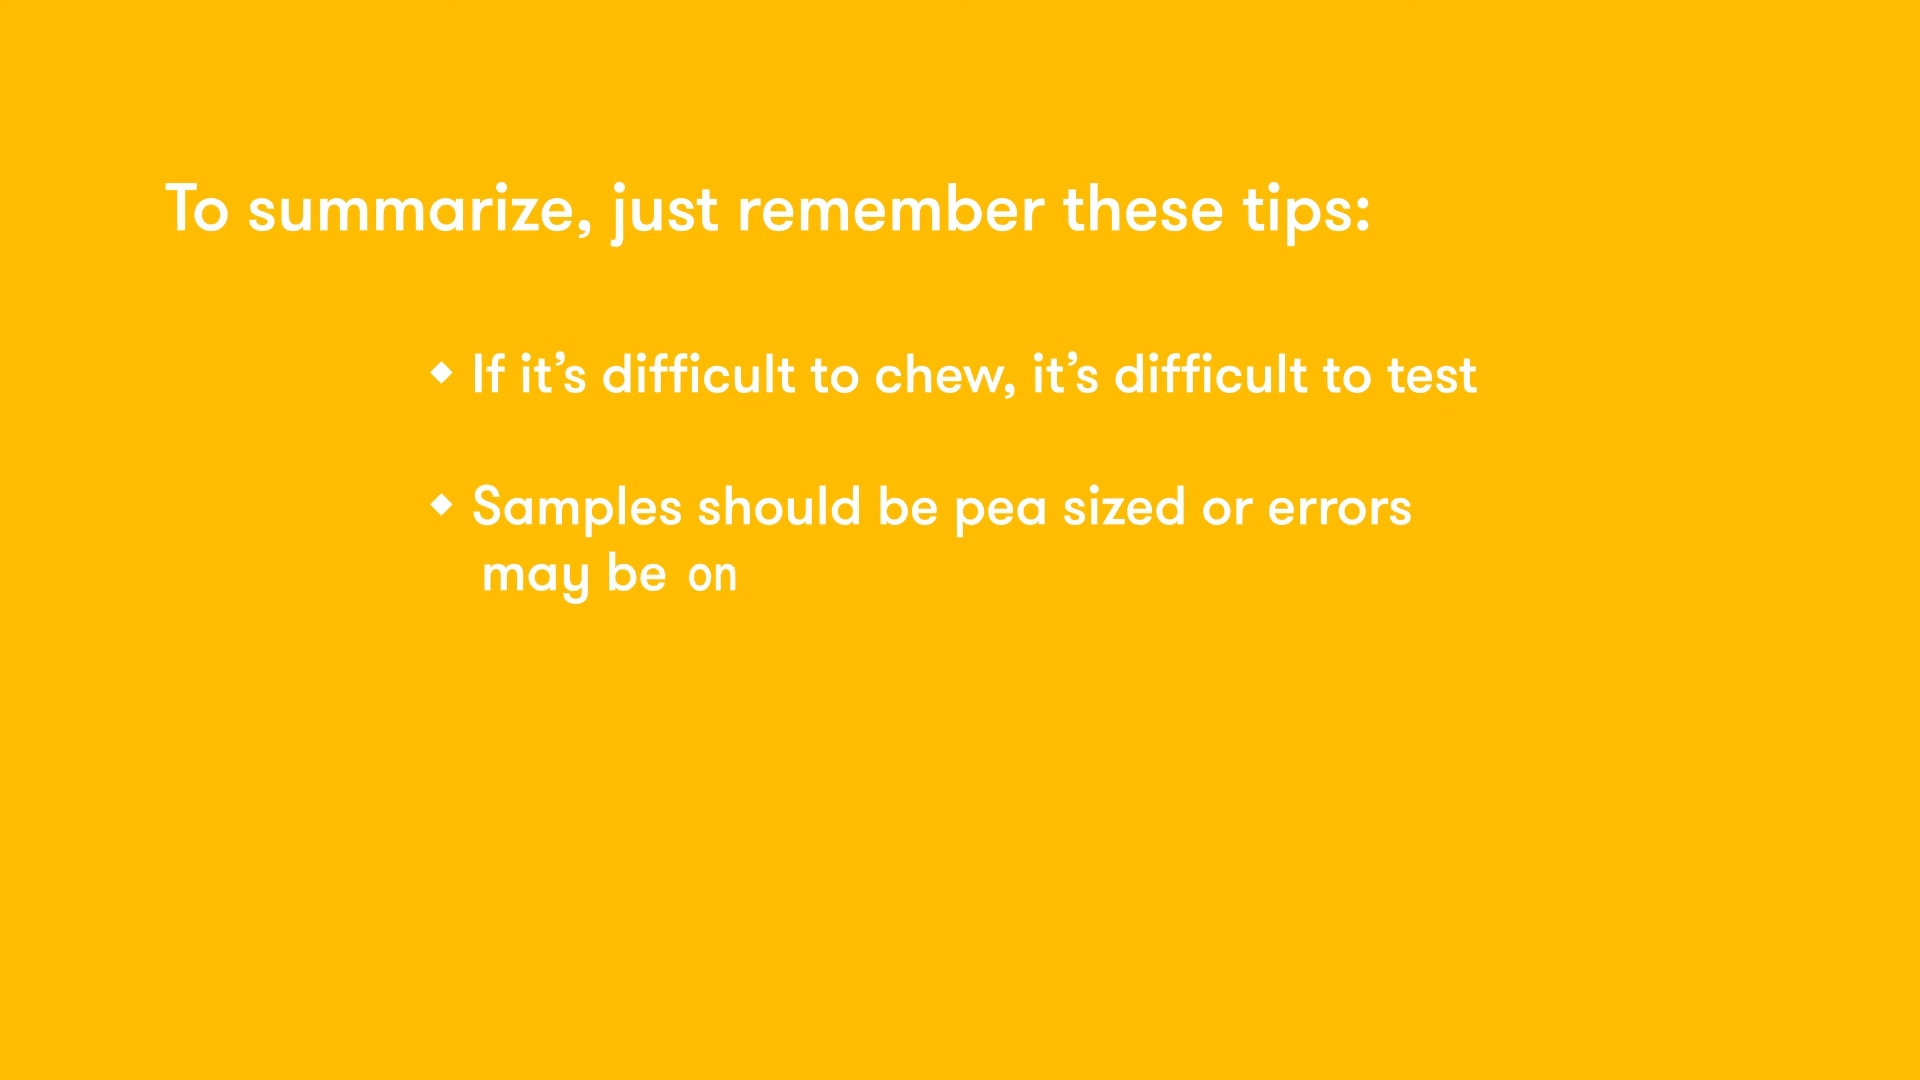 To summarize, just remember these tips:
◆ If it’s difficult to chew, it’s difficult to test
◆ Samples should be pea sized or errors
may be on